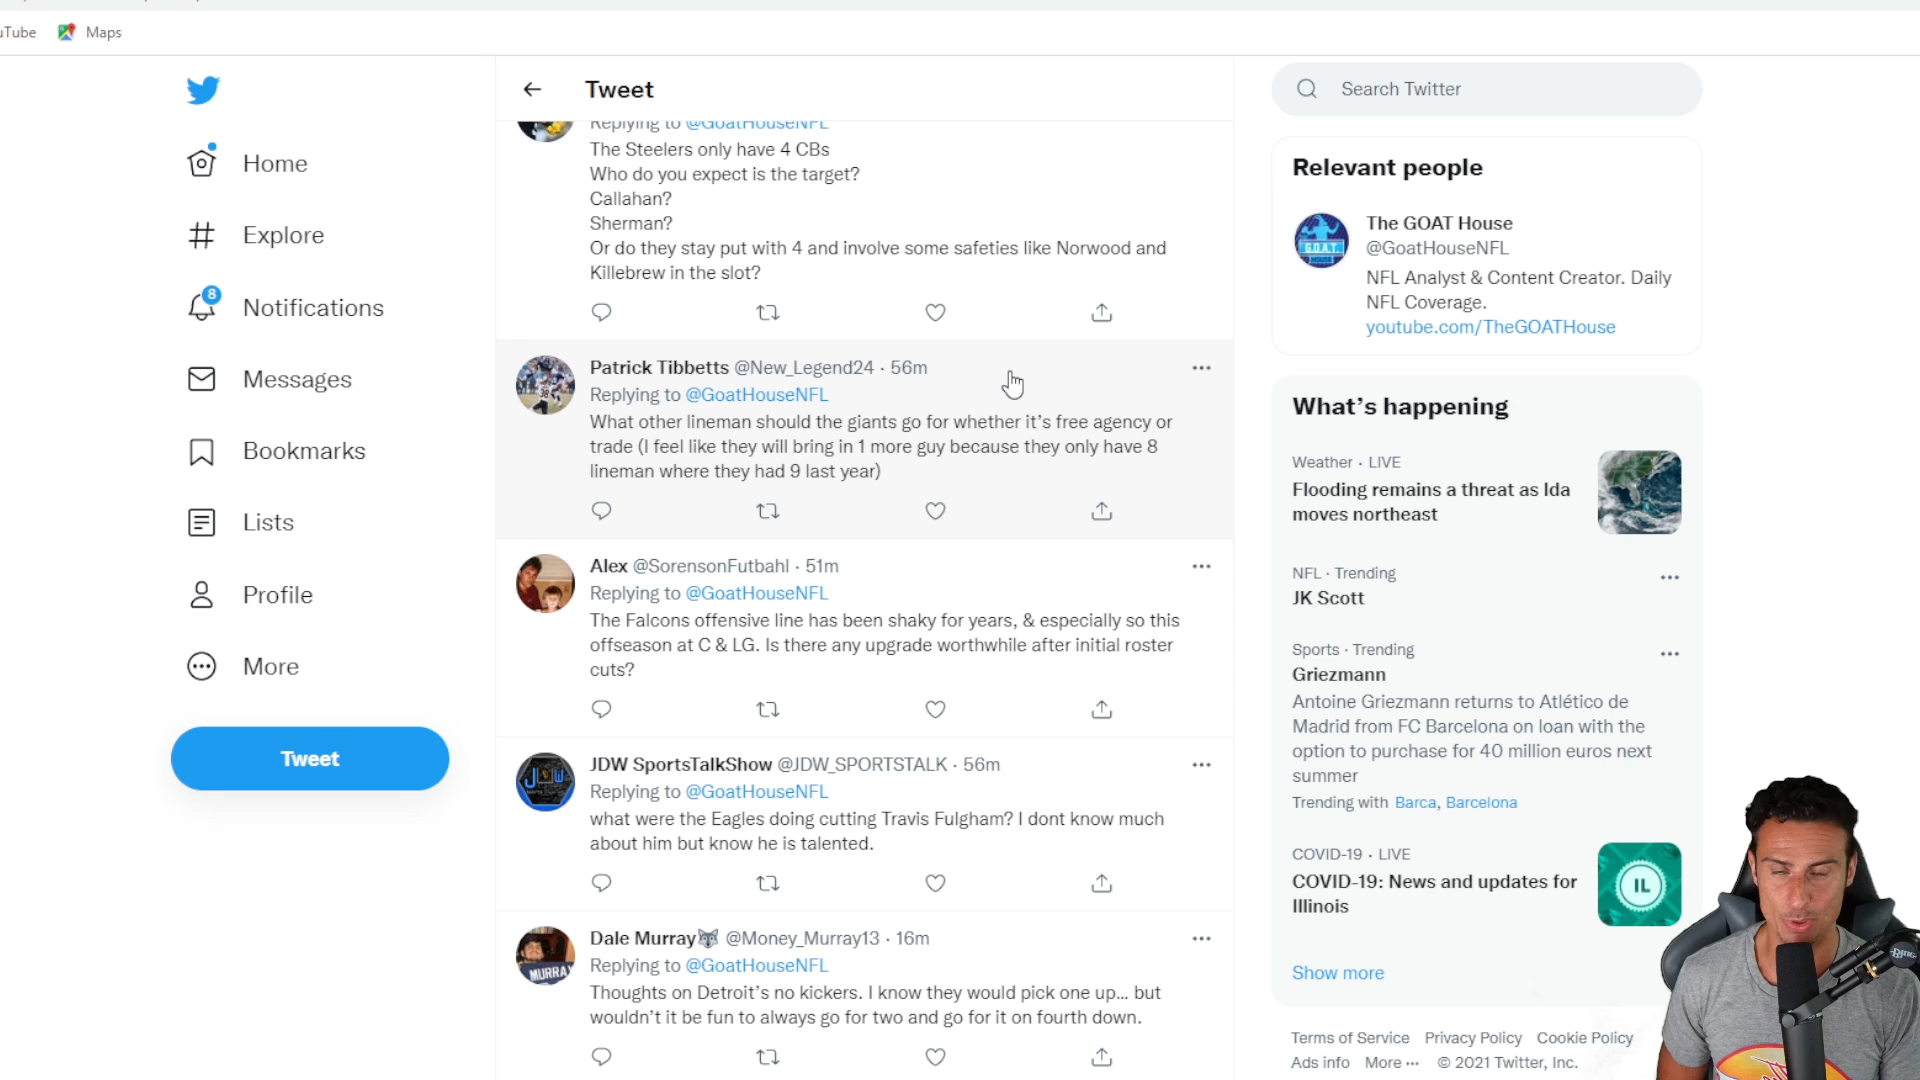 uTube Maps
Tweet
Search Twitter
Home
Explore
8
Notifications
Messages
Bookmarks
Lists
Profile
More
Tweet
Replying to @GoatHouseNFL
The Steelers only have 4 CBs
Who do you expect is the target?
Callahan?
Sherman?
Or do they stay put with 4 and involve some safeties like Norwood and
Killebrew in the slot?
Patrick Tibbetts @New_Legend24 · 56m
Replying to @GoatHouseNFL
What other lineman should the giants go for whether it’s free agency or
trade (I feel like they will bring in 1 more guy because they only have 8
lineman where they had 9 last year)
Alex @SorensonFutbahl · 51m
Replying to @GoatHouseNFL
The Falcons offensive line has been shaky for years, & especially so this
offseason at C & LG. Is there any upgrade worthwhile after initial roster
cuts?
JDW SportsTalkShow @JDW_SPORTSTALK · 56m
Replying to @GoatHouseNFL
what were the Eagles doing cutting Travis Fulgham? I dont know much
about him but know he is talented.
JDW
Dale Murray @Money_Murray13 · 16m
Replying to @GoatHouseNFL
Thoughts on Detroit’s no kickers. I know they would pick one up... but
wouldn’t it be fun to always go for two and go for it on fourth down.
MURRAY
Relevant people
The GOAT House
@GoatHouseNFL
NFL Analyst & Content Creator. Daily
NFL Coverage.
youtube.com/TheGOATHouse
G.O.A.T.
HOUSE
What’s happening
Weather · LIVE
Flooding remains a threat as Ida
moves northeast
NFL · Trending
JK Scott
Sports · Trending
Griezmann
Antoine Griezmann returns to Atlético de
Madrid from FC Barcelona on loan with the
option to purchase for 40 million euros next
summer
Trending with Barca, Barcelona
COVID-19 · LIVE
COVID-19: News and updates for
Illinois
IL
Show more
Terms of Service Privacy Policy Cookie Policy
Ads info More ··· © 2021 Twitter, Inc.